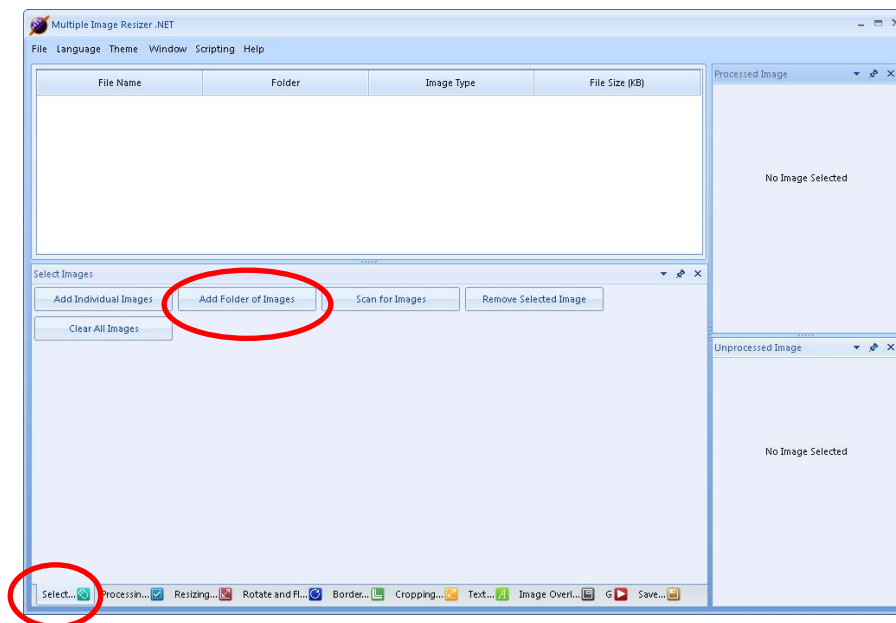 Multiple Image Resizer .NET
File Language Theme Window Scripting Help
File Name Folder Image Type File Size (KB)
Processed Image
No Image Selected
Select Images
Add Individual Images Add Folder of Images Scan for Images Remove Selected Image
Clear All Images
Unprocessed Image
No Image Selected
Select... Processin... Resizing... Rotate and Fl... Border... Cropping... Text... Image Overl... G Save...